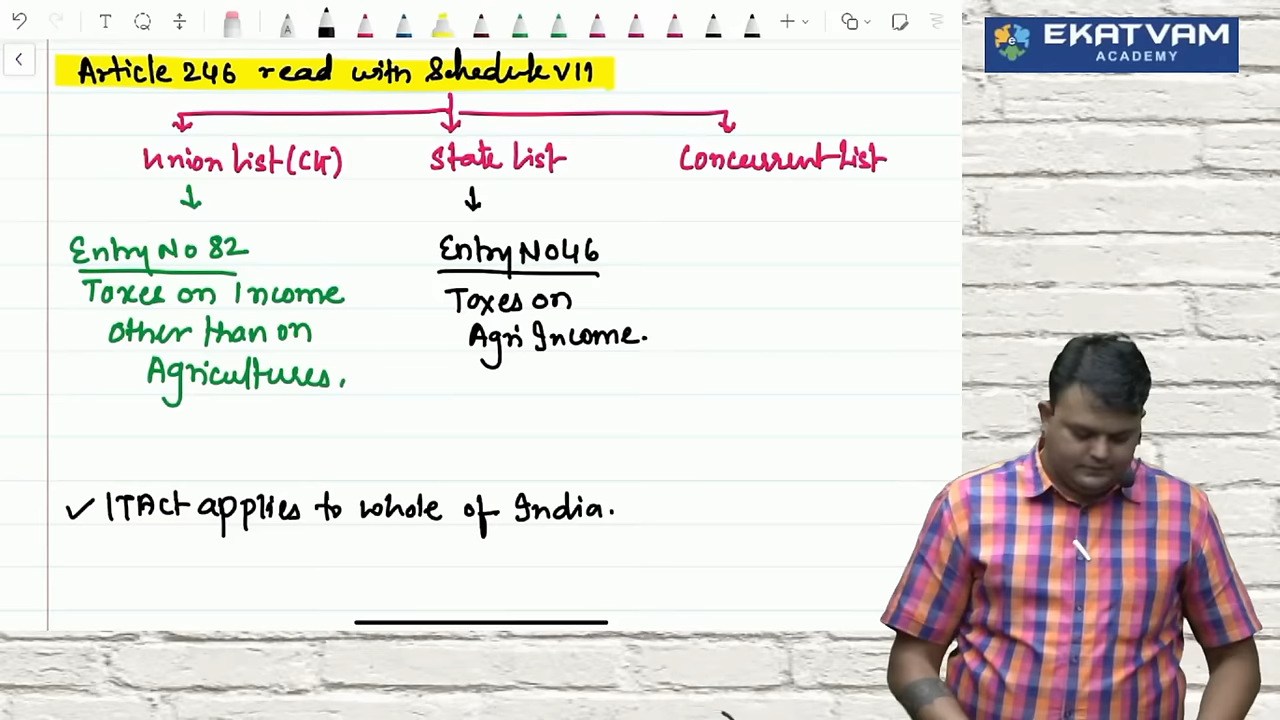 EKATVAM
ACADEMY
Article 246 read with Schedule VII
Union List (CG)
State List
Concurrent List
Entry No 82
Taxes on Income
other than on
Agricultures.
Entry No 46
Taxes on
Agri Income.
✓ ITAct applies to whole of India.